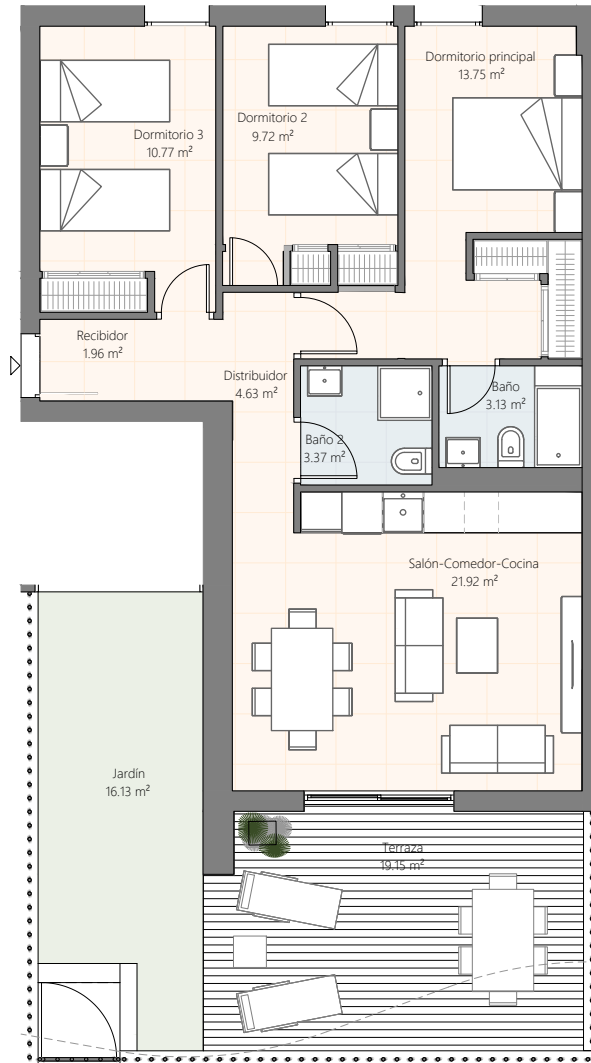 Dormitorio principal
13.75 m²
Dormitorio 2
9.72 m²
Dormitorio 3
10.77 m²
Recibidor
1.96 m²
Distribuidor
4.63 m²
Baño
3.13 m²
Baño 2
3.37 m²
Salón-Comedor-Cocina
21.92 m²
Jardín
16.13 m²
Terraza
19.15 m²